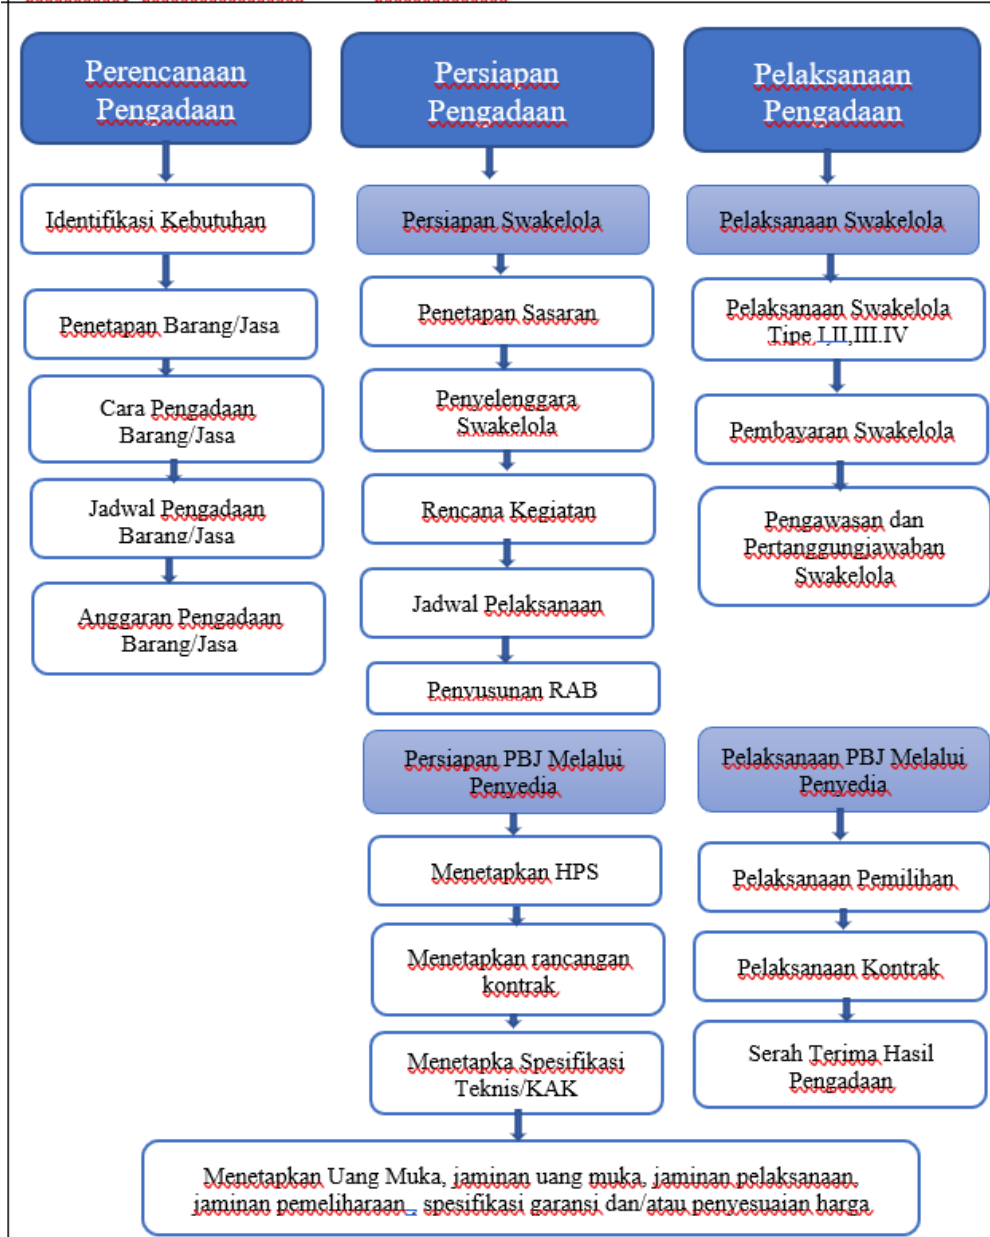 Perencanaan
Pengadaan
Identifikasi Kebutuhan
Penetapan Barang/Jasa
Cara Pengadaan
Barang/Jasa
Jadwal Pengadaan
Barang/Jasa
Anggaran Pengadaan
Barang/Jasa
Persiapan
Pengadaan
Persiapan Swakelola
Penetapan Sasaran
Penyelenggara
Swakelola
Rencana Kegiatan
Jadwal Pelaksanaan
Penyusunan RAB
Persiapan PBJ Melalui
Penyedia
Menetapkan HPS
Menetapkan rancangan
kontrak
Menetapka Spesifikasi
Teknis/KAK
Menetapkan Uang Muka, jaminan uang muka, jaminan pelaksanaan,
jaminan pemeliharaan , spesifikasi garansi dan/atau penyesuaian harga
Pelaksanaan
Pengadaan
Pelaksanaan Swakelola
Pelaksanaan Swakelola
Tipe I,II,III.IV
Pembayaran Swakelola
Pengawasan dan
Pertanggungjawaban
Swakelola
Pelaksanaan PBJ Melalui
Penyedia
Pelaksanaan Pemilihan
Pelaksanaan Kontrak
Serah Terima Hasil
Pengadaan